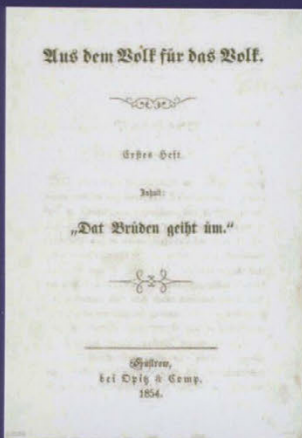 Aus dem Volk für das Volk.
Erstes Heft.
Inhalt:
„Dat Brüden geiht üm.“
Güstrow,
bei Opitz & Comp.
1854.